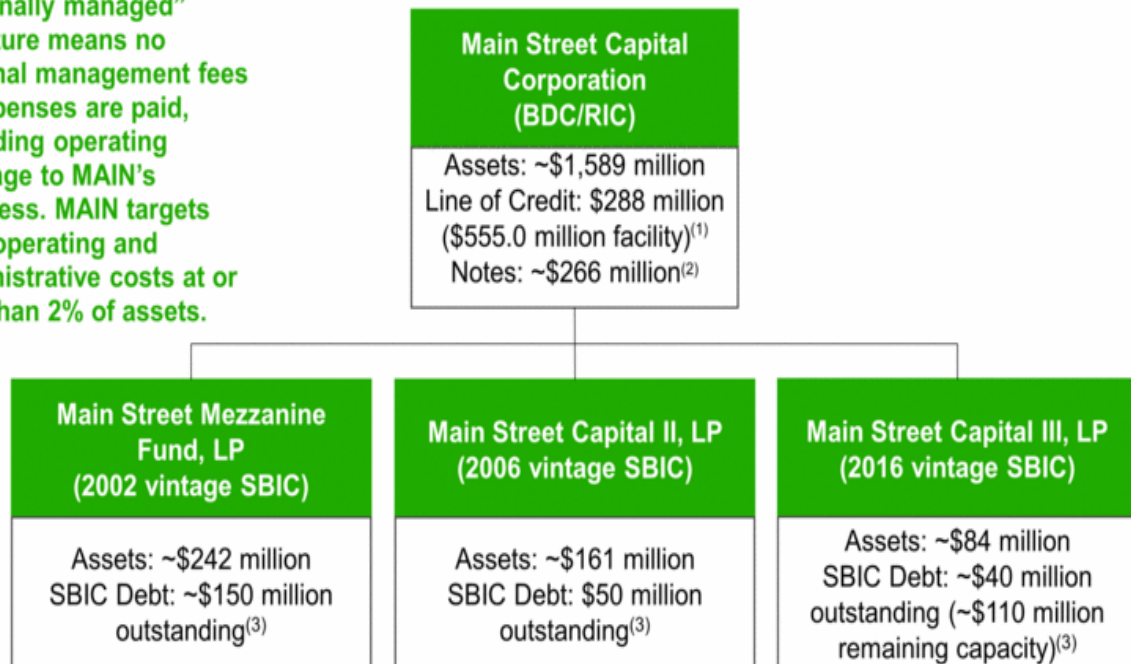 nally managed”
ture means no
nal management fees
penses are paid,
ding operating
age to MAIN’s
ess. MAIN targets
operating and
nistrative costs at or
han 2% of assets.
Main Street Capital
Corporation
(BDC/RIC)
Assets: ~$1,589 million
Line of Credit: $288 million
($555.0 million facility)(1)
Notes: ~$266 million(2)
Main Street Mezzanine
Fund, LP
(2002 vintage SBIC)
Assets: ~$242 million
SBIC Debt: ~$150 million
outstanding(3)
Main Street Capital II, LP
(2006 vintage SBIC)
Assets: ~$161 million
SBIC Debt: $50 million
outstanding(3)
Main Street Capital III, LP
(2016 vintage SBIC)
Assets: ~$84 million
SBIC Debt: ~$40 million
outstanding (~$110 million
remaining capacity)(3)